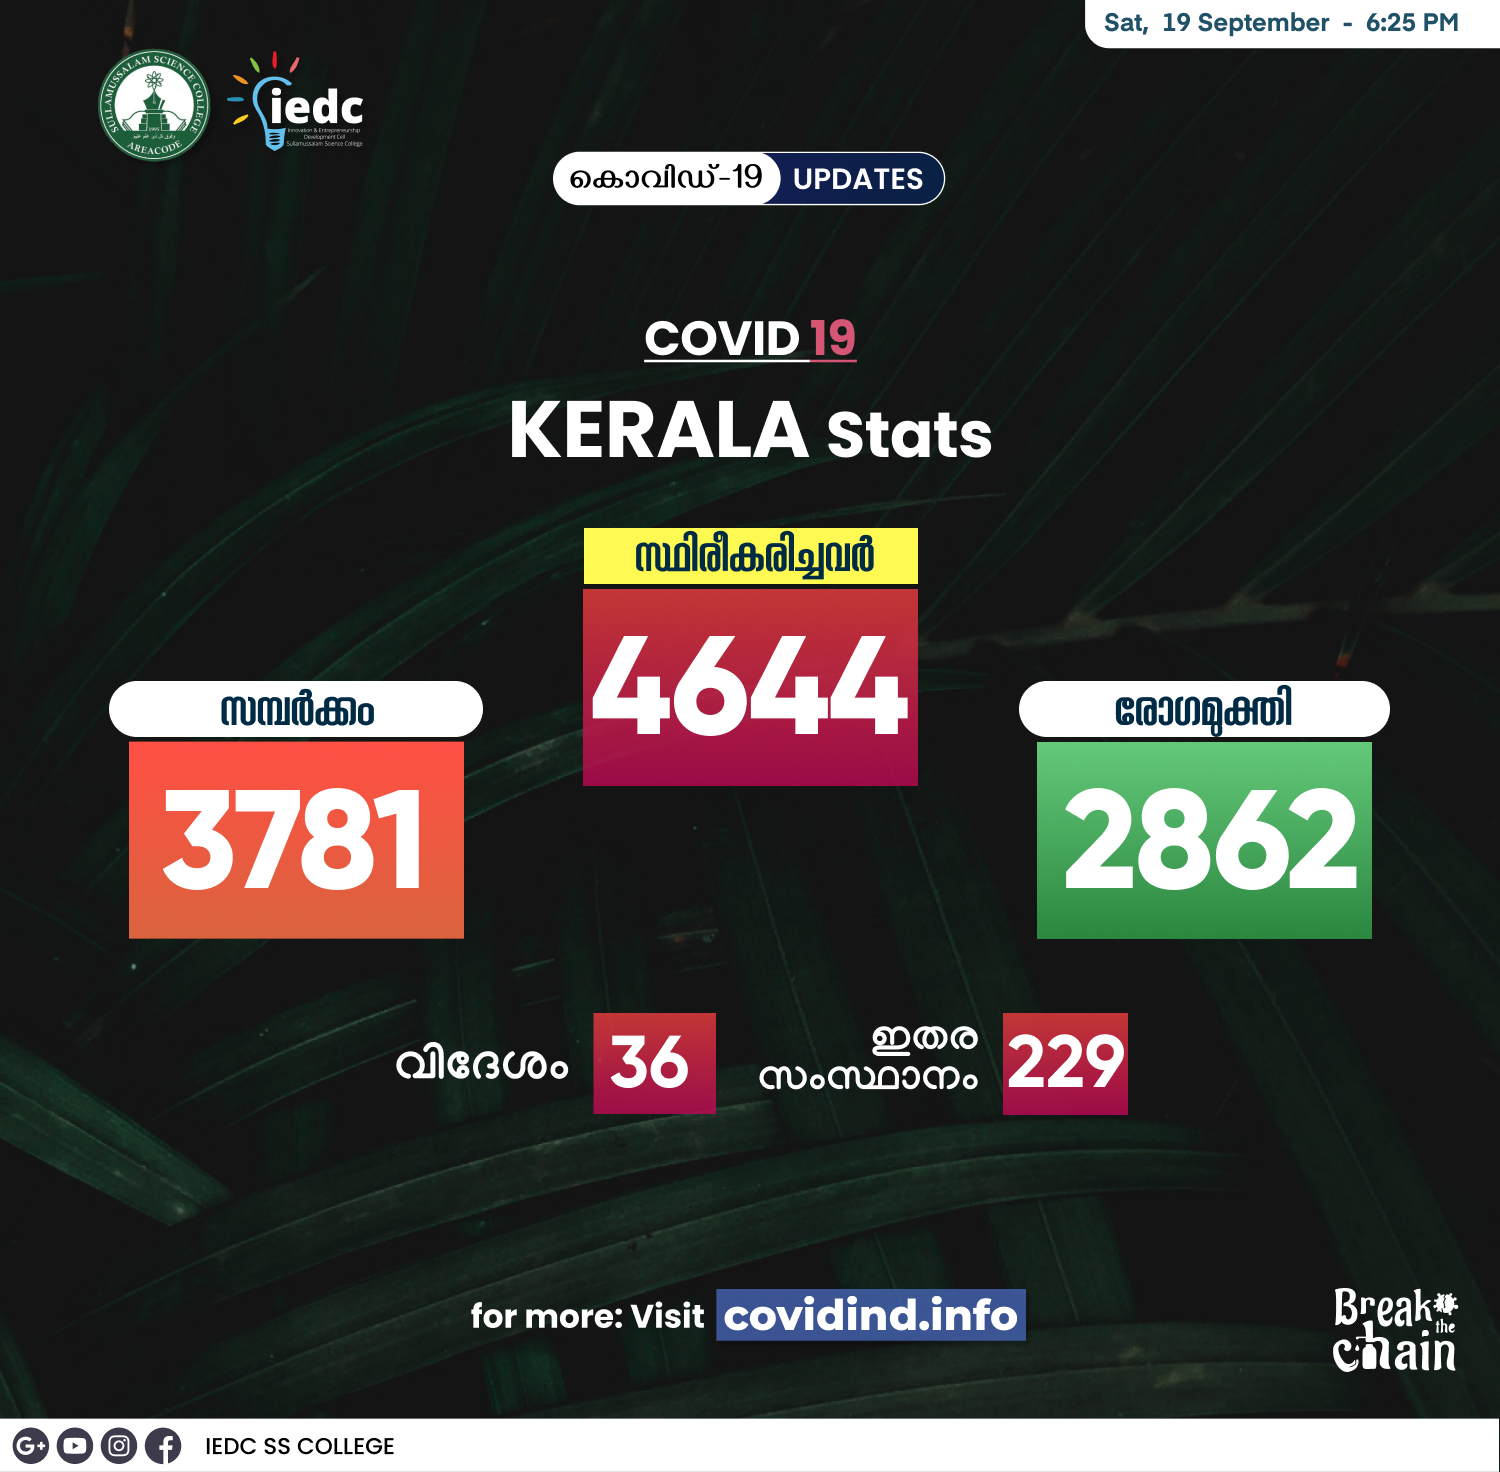 Sat, 19 September - 6:25 PM
SULLAMUSSALAM SCIENCE COLLEGE
1995
AREACODE
iedc
Innovation & Entrepreneurship
Development Cell
Sullamussalam Science College
കൊവിഡ്-19 UPDATES
COVID 19
KERALA Stats
സ്ഥിരീകരിച്ചവർ
4644
സമ്പർക്കം
3781
രോഗമുക്തി
2862
വിദേശം 36
ഇതര
സംസ്ഥാനം 229
for more: Visit covidind.info
Break
the
chain
G+ IEDC SS COLLEGE